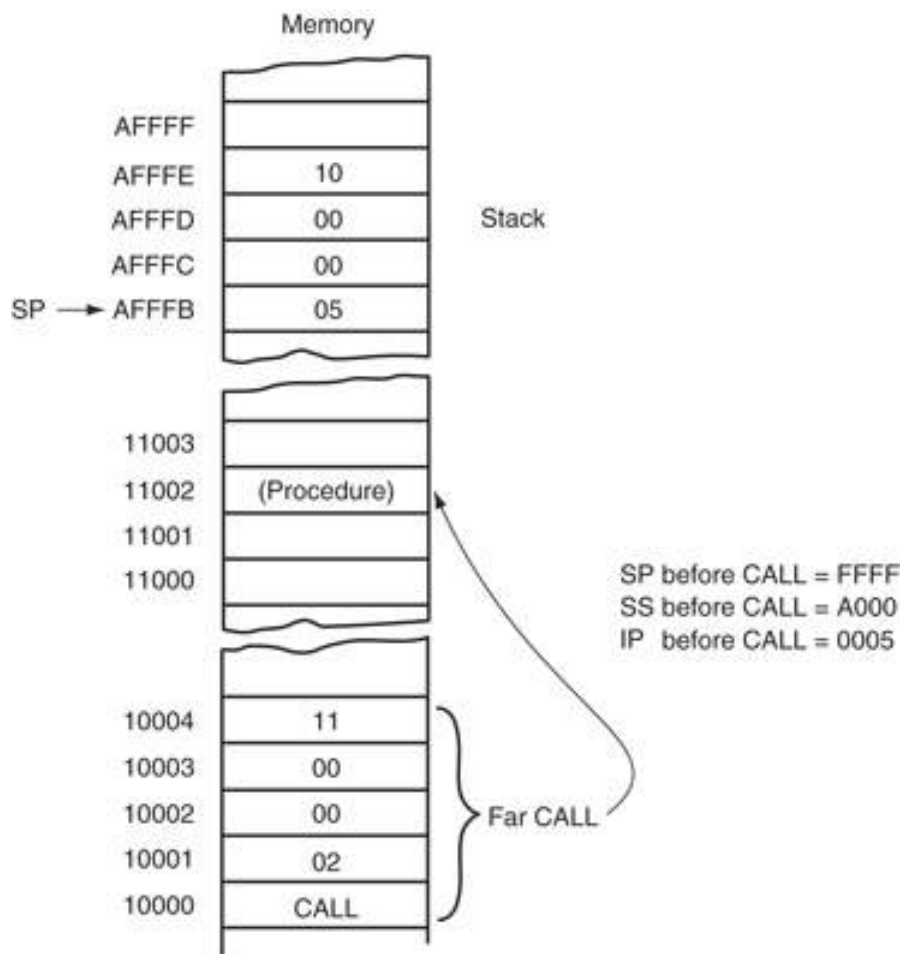 Memory
AFFFF
AFFFE 10
AFFFD 00 Stack
AFFFC 00
SP AFFFB 05
11003
11002 (Procedure)
11001
11000
SP before CALL = FFFF
SS before CALL = A000
IP before CALL = 0005
10004 11
10003 00
10002 00 Far CALL
10001 02
10000 CALL